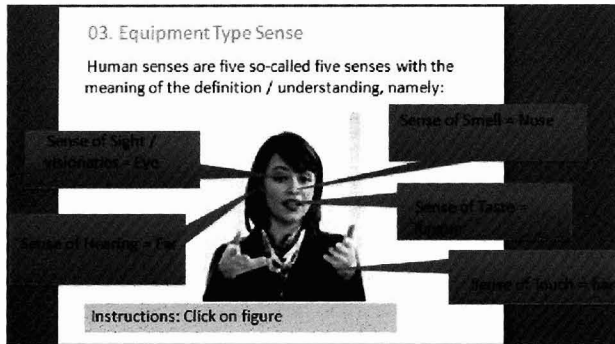 03. Equipment Type Sense
Human senses are five so-called five senses with the
meaning of the definition / understanding, namely:
Sense of Smell = Nose
Sense of Sight /
= Eye
Sense of Taste =
Sense of Hearing = Ear
Sense of Touch =
Instructions: Click on figure